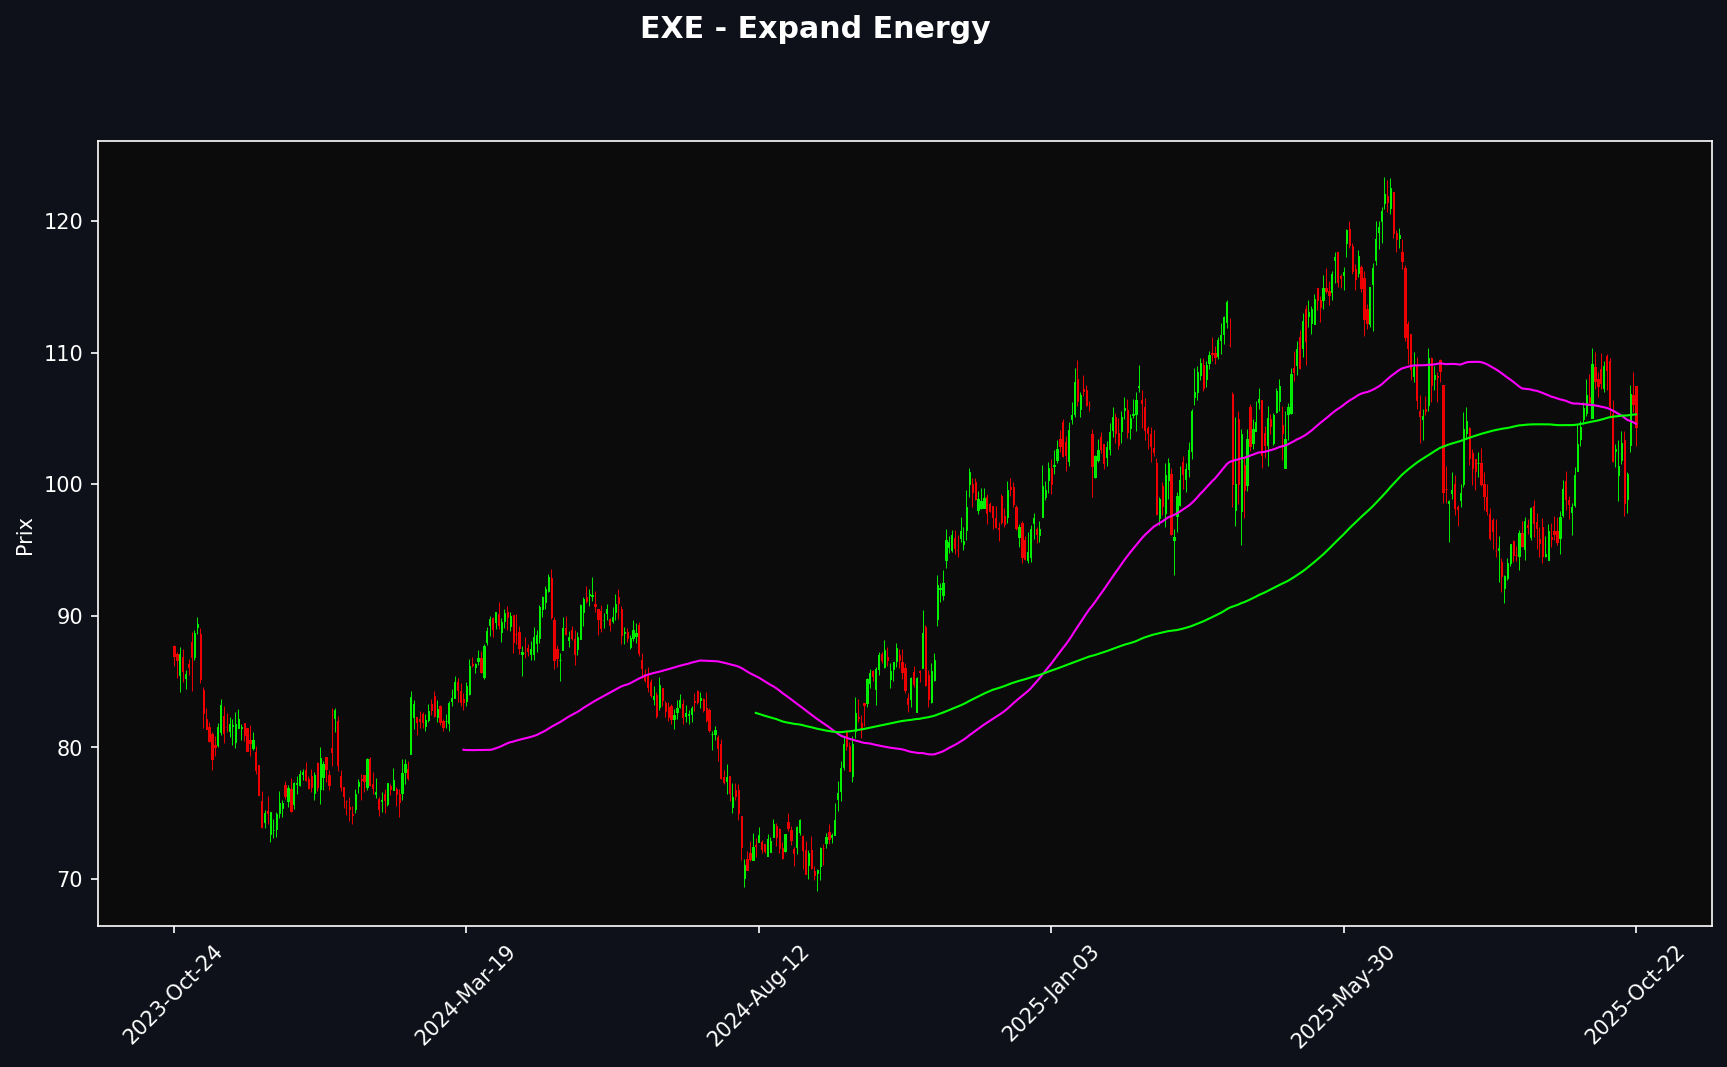 EXE - Expand Energy
Prix
120
110
100
90
80
70
2023-Oct-24
2024-Mar-19
2024-Aug-12
2025-Jan-03
2025-May-30
2025-Oct-22